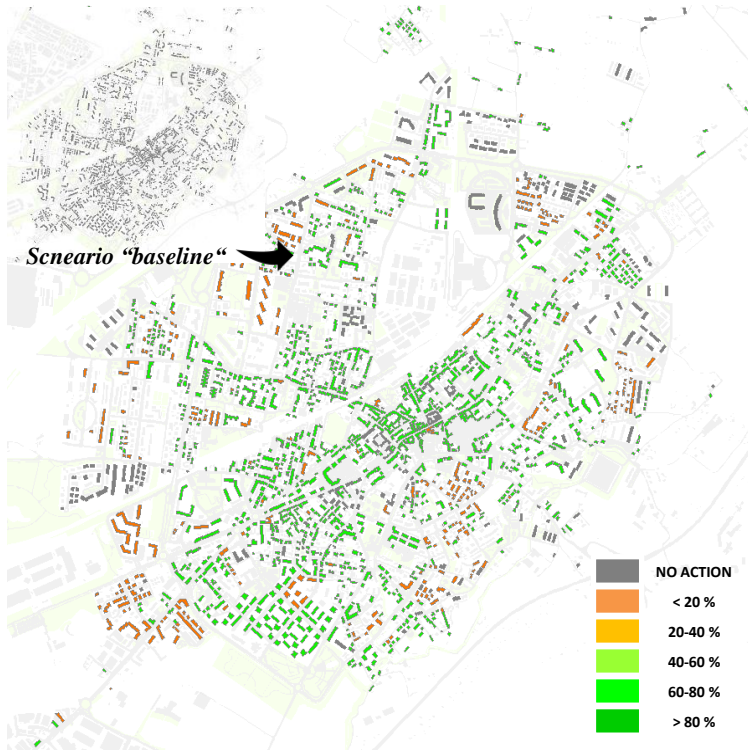 Scneario “baseline“
NO ACTION
< 20 %
20-40 %
40-60 %
60-80 %
> 80 %